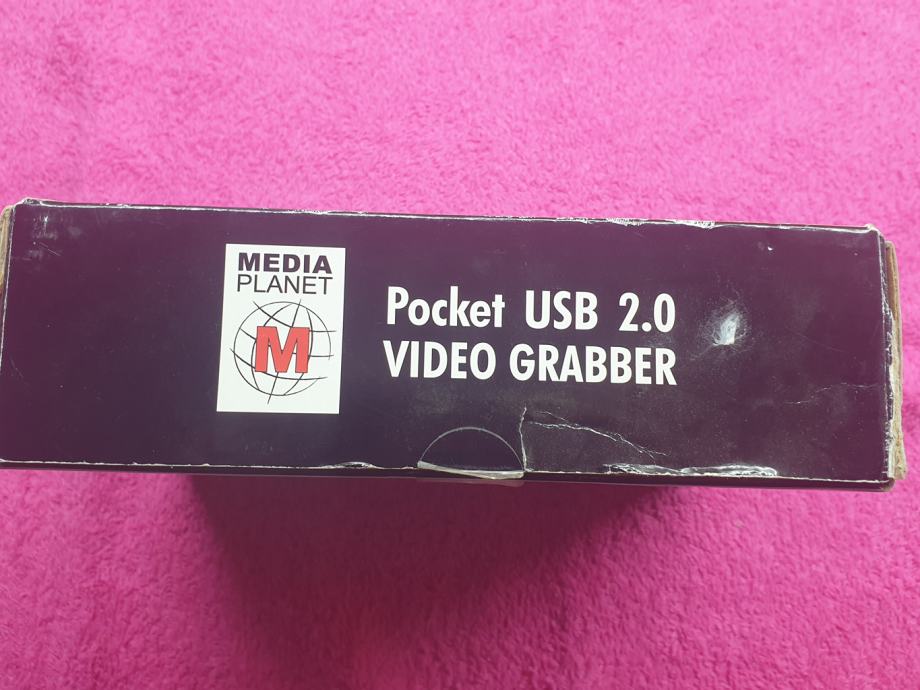 MEDIA
PLANET
M
Pocket USB 2.0
VIDEO GRABBER